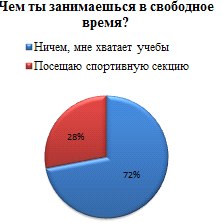 Чем ты занимаешься в свободное
время?
Ничем, мне хватает учебы
Посещаю спортивную секцию
28%
72%